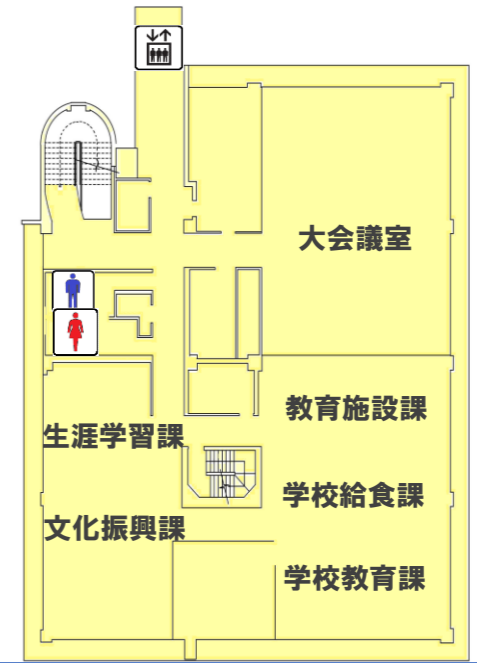 大会議室
教育施設課
生涯学習課
学校給食課
文化振興課
学校教育課